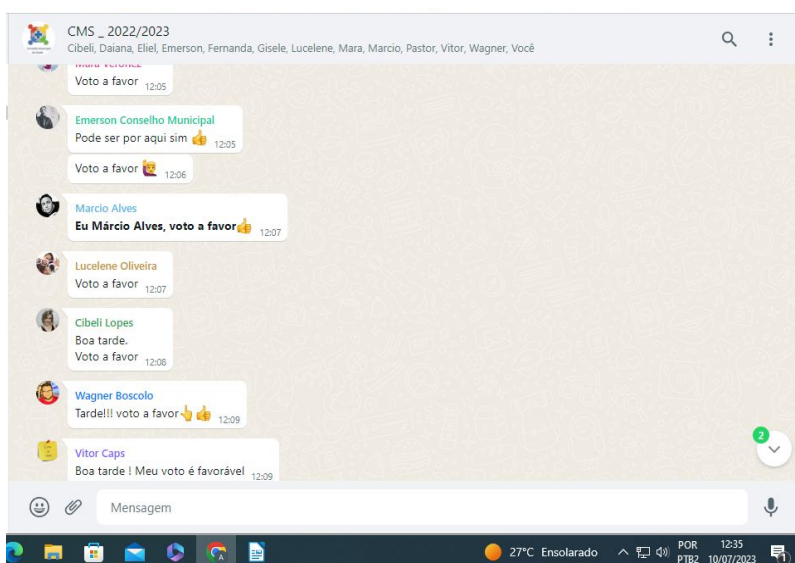 CMS _ 2022/2023
Cibeli, Daiana, Eliel, Emerson, Fernanda, Gisele, Lucelene, Mara, Marcio, Pastor, Vitor, Wagner, Você
Mara Veronez
Voto a favor 12:05
Emerson Conselho Municipal
Pode ser por aqui sim 👍 12:05
Voto a favor 🙋 12:06
Marcio Alves
Eu Márcio Alves, voto a favor👍 12:07
Lucelene Oliveira
Voto a favor 12:07
Cibeli Lopes
Boa tarde.
Voto a favor 12:08
Wagner Boscolo
Tarde!!! voto a favor👆👍 12:09
Vitor Caps
Boa tarde ! Meu voto é favorável 12:09
2
Mensagem
27°C Ensolarado
POR
PTB2
12:35
10/07/2023
1